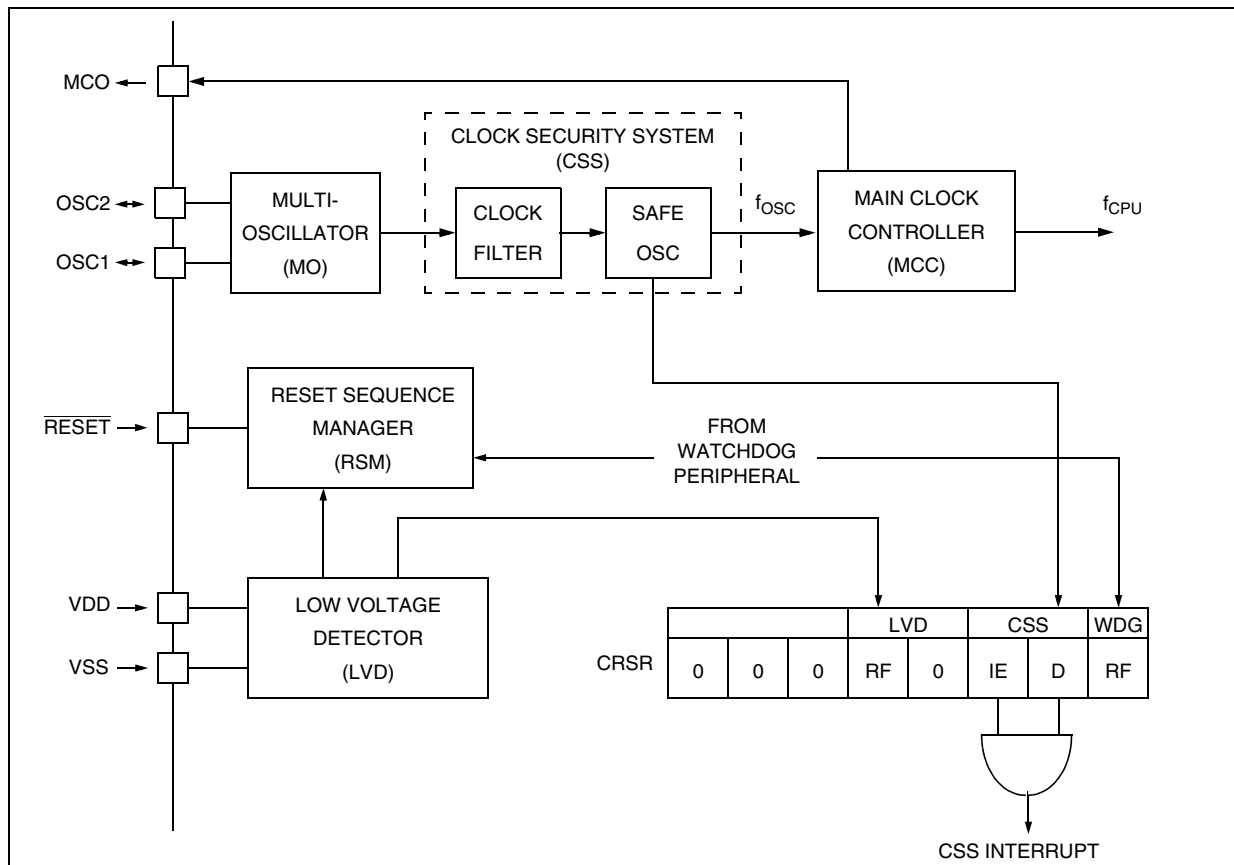 MCO
CLOCK SECURITY SYSTEM
(CSS)
OSC2
OSC1
MULTI-
OSCILLATOR
(MO)
CLOCK
FILTER
SAFE
OSC
fOSC
MAIN CLOCK
CONTROLLER
(MCC)
fCPU
RESET
RESET SEQUENCE
MANAGER
(RSM)
FROM
WATCHDOG
PERIPHERAL
VDD
VSS
LOW VOLTAGE
DETECTOR
(LVD)
LVD CSS WDG
CRSR 0 0 0 RF 0 IE D RF
CSS INTERRUPT